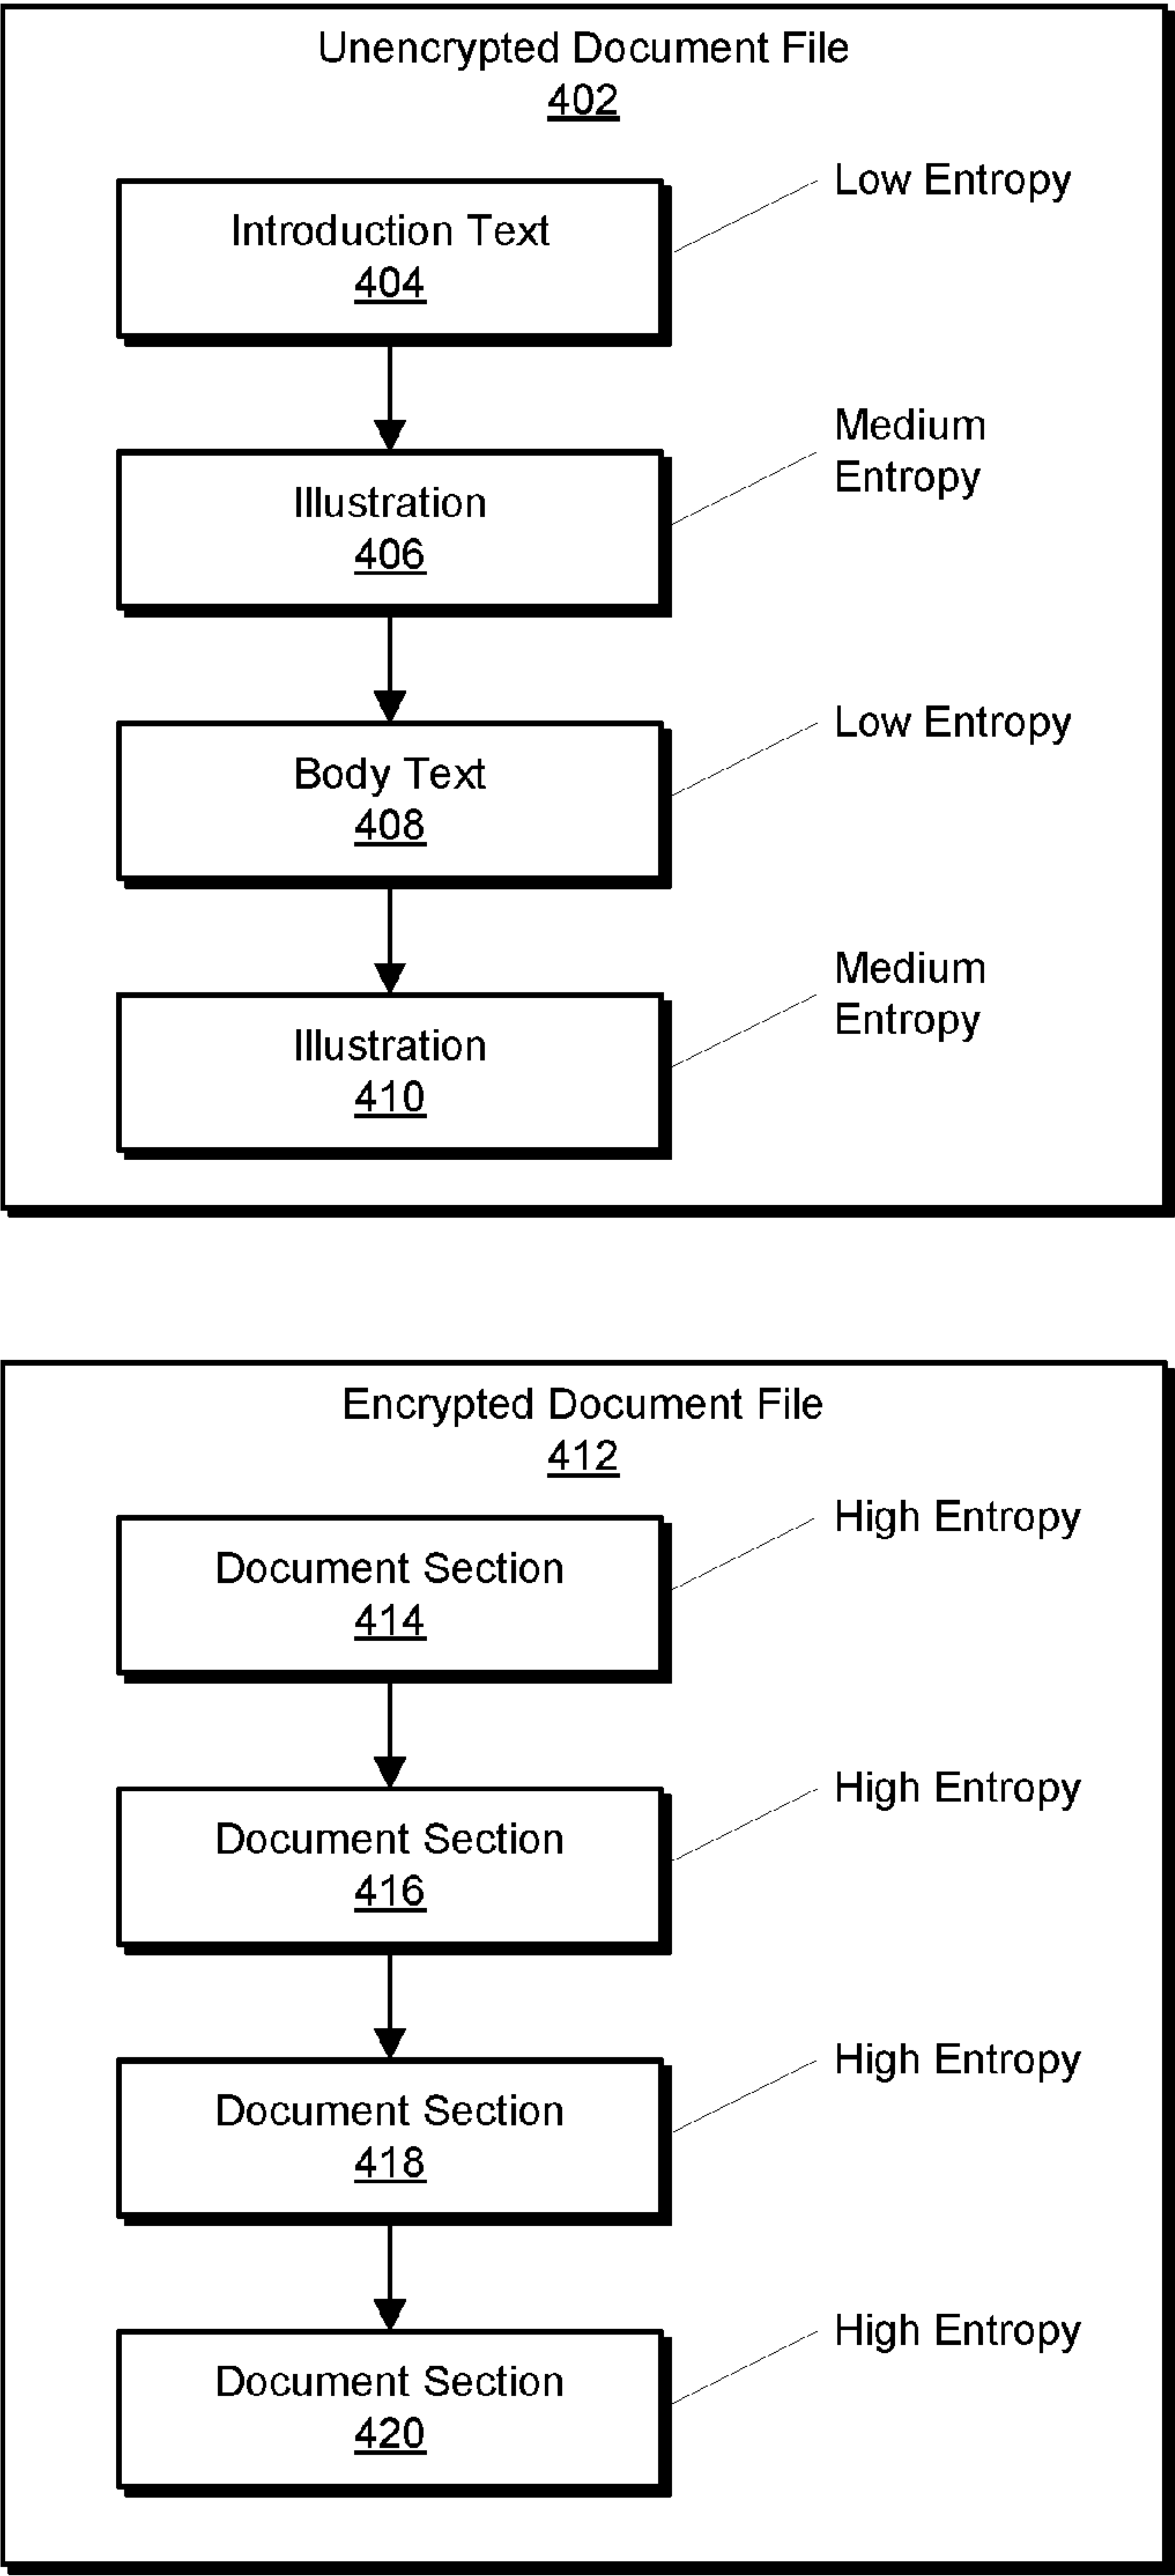 Unencrypted Document File
402
Introduction Text
404
Low Entropy
Illustration
406
Medium
Entropy
Body Text
408
Low Entropy
Illustration
410
Medium
Entropy
Encrypted Document File
412
Document Section
414
High Entropy
Document Section
416
High Entropy
Document Section
418
High Entropy
Document Section
420
High Entropy